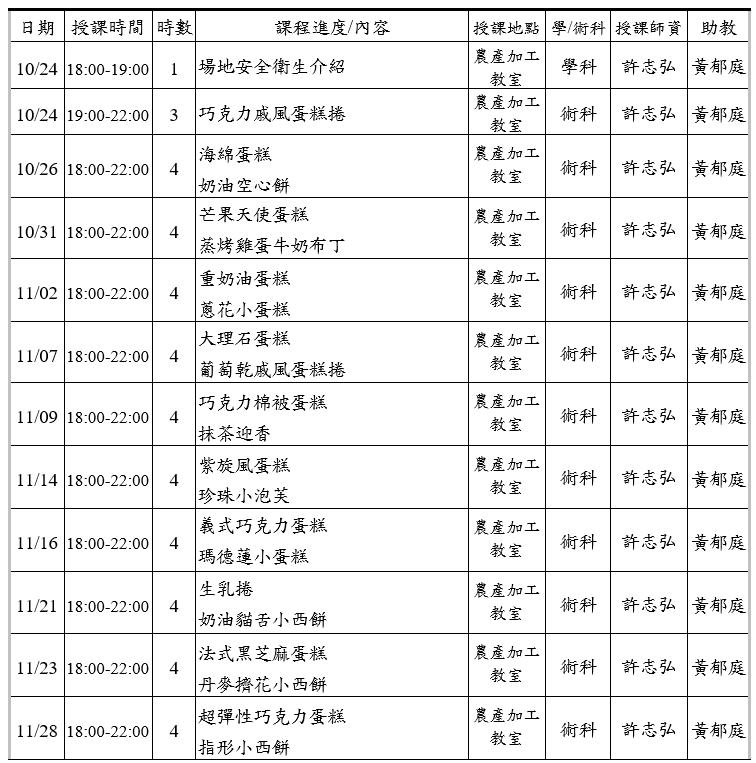 日期 授課時間 時數 課程進度/內容 授課地點 學/術科 授課師資 助教
10/24 18:00-19:00 1 場地安全衛生介紹 農產加工教室 學科 許志弘 黃郁庭
10/24 19:00-22:00 3 巧克力戚風蛋糕捲 農產加工教室 術科 許志弘 黃郁庭
10/26 18:00-22:00 4 海綿蛋糕 奶油空心餅 農產加工教室 術科 許志弘 黃郁庭
10/31 18:00-22:00 4 芒果天使蛋糕 蒸烤雞蛋牛奶布丁 農產加工教室 術科 許志弘 黃郁庭
11/02 18:00-22:00 4 重奶油蛋糕 蔥花小蛋糕 農產加工教室 術科 許志弘 黃郁庭
11/07 18:00-22:00 4 大理石蛋糕 葡萄乾戚風蛋糕捲 農產加工教室 術科 許志弘 黃郁庭
11/09 18:00-22:00 4 巧克力棉被蛋糕 抹茶迎香 農產加工教室 術科 許志弘 黃郁庭
11/14 18:00-22:00 4 紫旋風蛋糕 珍珠小泡芙 農產加工教室 術科 許志弘 黃郁庭
11/16 18:00-22:00 4 義式巧克力蛋糕 瑪德蓮小蛋糕 農產加工教室 術科 許志弘 黃郁庭
11/21 18:00-22:00 4 生乳捲 奶油貓舌小西餅 農產加工教室 術科 許志弘 黃郁庭
11/23 18:00-22:00 4 法式黑芝麻蛋糕 丹麥擠花小西餅 農產加工教室 術科 許志弘 黃郁庭
11/28 18:00-22:00 4 超彈性巧克力蛋糕 指形小西餅 農產加工教室 術科 許志弘 黃郁庭